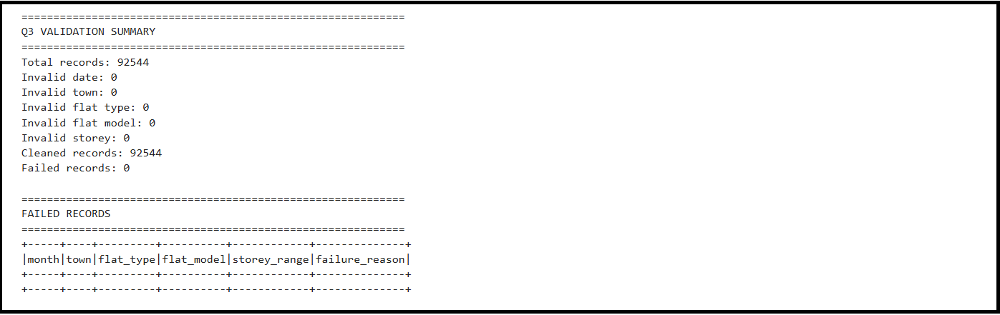 ============================================================
Q3 VALIDATION SUMMARY
============================================================
Total records: 92544
Invalid date: 0
Invalid town: 0
Invalid flat type: 0
Invalid flat model: 0
Invalid storey: 0
Cleaned records: 92544
Failed records: 0
============================================================
FAILED RECORDS
============================================================
+-----+----+---------+----------+------------+--------------+
|month|town|flat_type|flat_model|storey_range|failure_reason|
+-----+----+---------+----------+------------+--------------+
+-----+----+---------+----------+------------+--------------+